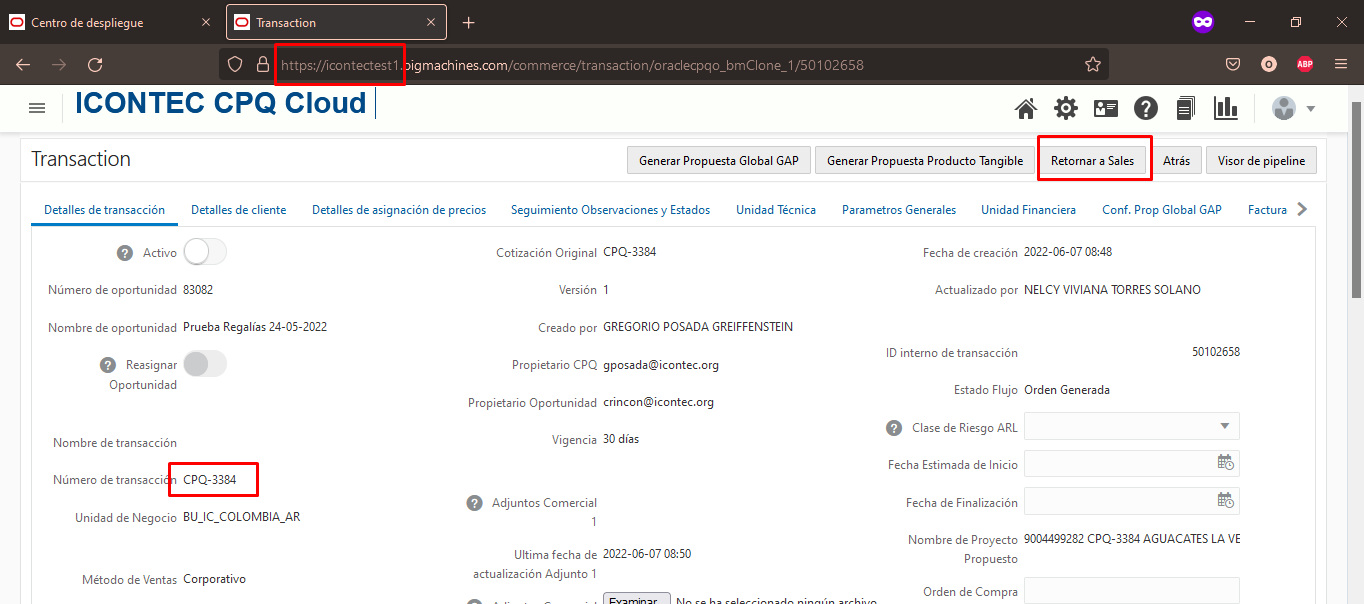 Centro de despliegue
Transaction
https://icontectest1.bigmachines.com/commerce/transaction/oraclecpqo_bmClone_1/50102658
O
ABP
ICONTEC CPQ Cloud
Transaction
Generar Propuesta Global GAP
Generar Propuesta Producto Tangible
Retornar a Sales
Atrás
Visor de pipeline
Detalles de transacción
Detalles de cliente
Detalles de asignación de precios
Seguimiento Observaciones y Estados
Unidad Técnica
Parametros Generales
Unidad Financiera
Conf. Prop Global GAP
Factura
Activo
Número de oportunidad 83082
Nombre de oportunidad Prueba Regalías 24-05-2022
Reasignar
Oportunidad
Nombre de transacción
Número de transacción CPQ-3384
Unidad de Negocio BU_IC_COLOMBIA_AR
Método de Ventas Corporativo
Cotización Original CPQ-3384
Versión 1
Creado por GREGORIO POSADA GREIFFENSTEIN
Propietario CPQ gposada@icontec.org
Propietario Oportunidad crincon@icontec.org
Vigencia 30 días
Adjuntos Comercial
1
Ultima fecha de 2022-06-07 08:50
actualización Adjunto 1
Adjuntos Comercial Examinar... No se ha seleccionado ningún archivo.
Fecha de creación 2022-06-07 08:48
Actualizado por NELCY VIVIANA TORRES SOLANO
ID interno de transacción 50102658
Estado Flujo Orden Generada
Clase de Riesgo ARL
Fecha Estimada de Inicio
Fecha de Finalización
Nombre de Proyecto 9004499282 CPQ-3384 AGUACATES LA VE
Propuesto
Orden de Compra